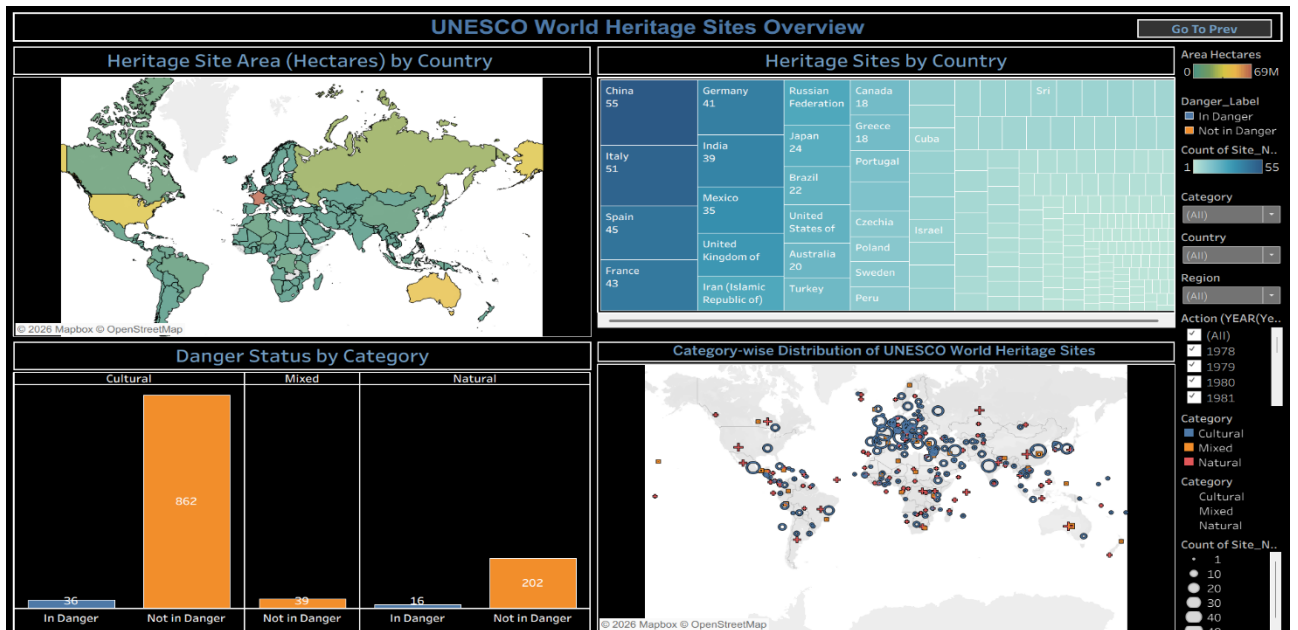 UNESCO World Heritage Sites Overview
Go To Prev
Heritage Site Area (Hectares) by Country
© 2026 Mapbox © OpenStreetMap
Heritage Sites by Country
China
55
Italy
51
Spain
45
France
43
Germany
41
India
39
Mexico
35
United
Kingdom of
Iran (Islamic
Republic of)
Russian
Federation
Japan
24
Brazil
22
United
States of
Australia
20
Turkey
Canada
18
Greece
18
Portugal
Czechia
Poland
Sweden
Peru
Cuba
Israel
Sri
Danger Status by Category
Cultural
Mixed
Natural
36
862
39
16
202
In Danger
Not in Danger
Not in Danger
In Danger
Not in Danger
Category-wise Distribution of UNESCO World Heritage Sites
© 2026 Mapbox © OpenStreetMap
Area Hectares
0 69M
Danger_Label
In Danger
Not in Danger
Count of Site_N..
1 55
Category
(All)
Country
(All)
Region
(All)
Action (YEAR(Ye..
(All)
1978
1979
1980
1981
Category
Cultural
Mixed
Natural
Category
Cultural
Mixed
Natural
Count of Site_N..
1
10
20
30
40